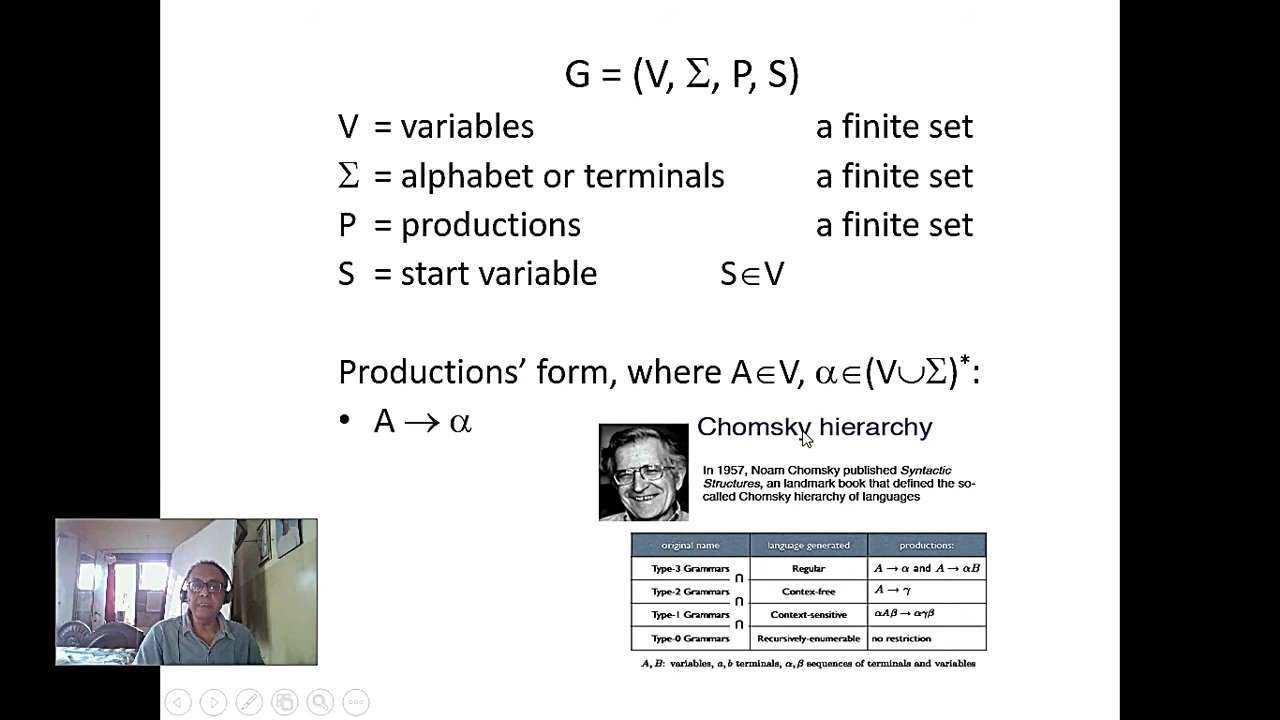 G = (V, Σ, P, S)
V = variables a finite set
Σ = alphabet or terminals a finite set
P = productions a finite set
S = start variable S∈V
Productions’ form, where A∈V, α∈(V∪Σ)*:
• A → α
Chomsky hierarchy
In 1957, Noam Chomsky published Syntactic
Structures, an landmark book that defined the so-
called Chomsky hierarchy of languages
original name language generated productions:
Type-3 Grammars Regular A → α and A → αB
∩
Type-2 Grammars Contex-free A → γ
∩
Type-1 Grammars Context-sensitive αAβ → αγβ
∩
Type-0 Grammars Recursively-enumerable no restriction
A, B: variables, a, b terminals, α, β sequences of terminals and variables